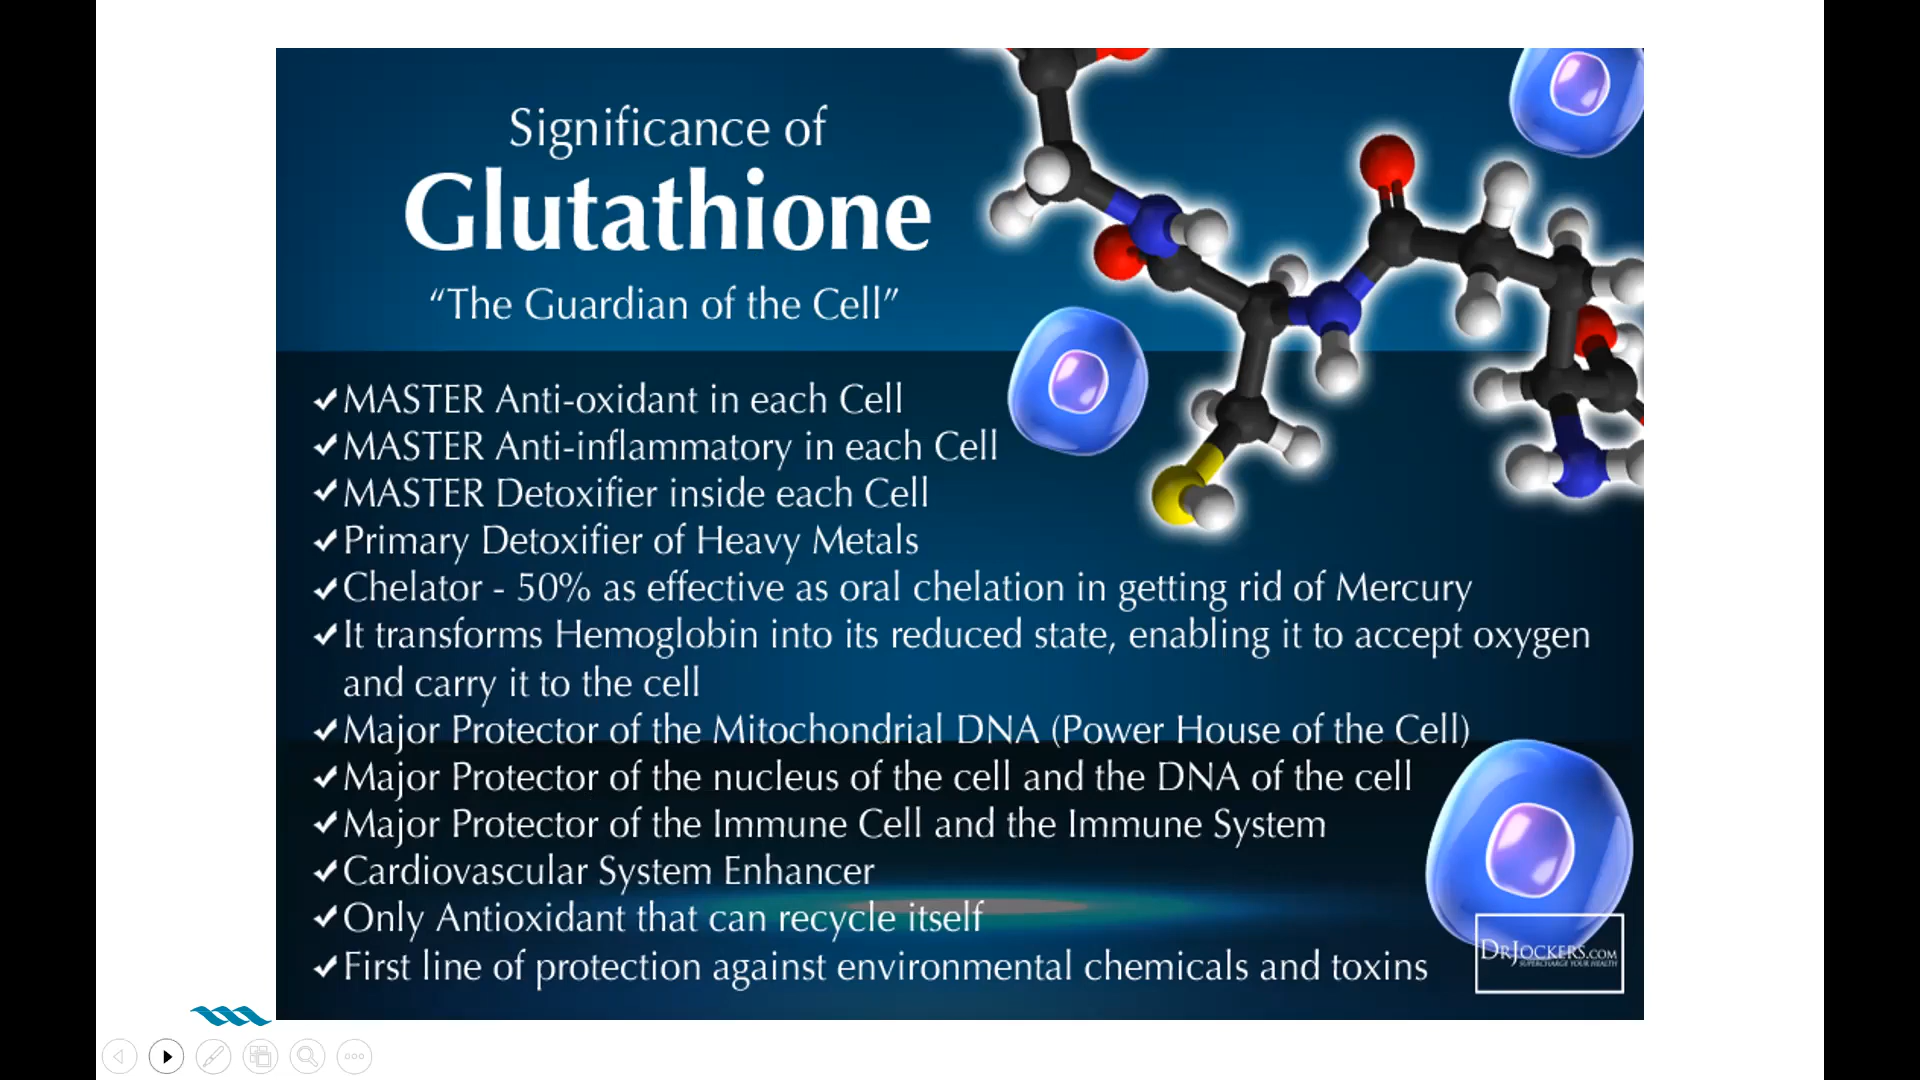 Significance of
Glutathione
“The Guardian of the Cell”
✓MASTER Anti-oxidant in each Cell
✓MASTER Anti-inflammatory in each Cell
✓MASTER Detoxifier inside each Cell
✓Primary Detoxifier of Heavy Metals
✓Chelator - 50% as effective as oral chelation in getting rid of Mercury
✓It transforms Hemoglobin into its reduced state, enabling it to accept oxygen
and carry it to the cell
✓Major Protector of the Mitochondrial DNA (Power House of the Cell)
✓Major Protector of the nucleus of the cell and the DNA of the cell
✓Major Protector of the Immune Cell and the Immune System
✓Cardiovascular System Enhancer
✓Only Antioxidant that can recycle itself
✓First line of protection against environmental chemicals and toxins
DRJOCKERS.COM
SUPERCHARGE YOUR HEALTH